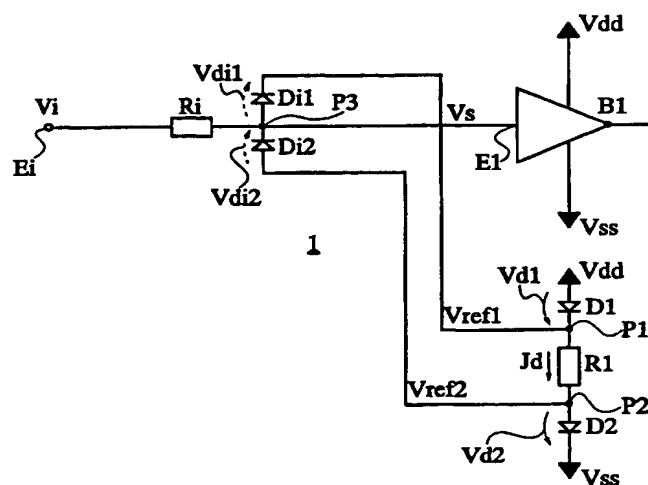 Vdd
Vdi1
Di1
P3
Vi
Ri
Vs
B1
Ei
Di2
E1
Vdi2
Vss
1
Vdd
Vd1
D1
Vref1
P1
Jd
R1
Vref2
P2
D2
Vd2
Vss